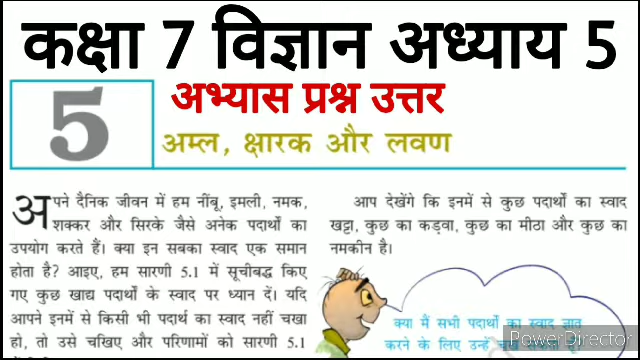 कक्षा 7 विज्ञान अध्याय 5
अभ्यास प्रश्न उत्तर
5
अम्ल, क्षारक और लवण
अपने दैनिक जीवन में हम नींबू, इमली, नमक,
शक्कर और सिरके जैसे अनेक पदार्थों का
उपयोग करते हैं। क्या इन सबका स्वाद एक समान
होता है? आइए, हम सारणी 5.1 में सूचीबद्ध किए
गए कुछ खाद्य पदार्थों के स्वाद पर ध्यान दें। यदि
आपने इनमें से किसी भी पदार्थ का स्वाद नहीं चखा
हो, तो उसे चखिए और परिणामों को सारणी 5.1
आप देखेंगे कि इनमें से कुछ पदार्थों का स्वाद
खट्टा, कुछ का कड़वा, कुछ का मीठा और कुछ का
नमकीन है।
क्या मैं सभी पदार्थों का स्वाद ज्ञात
करने के लिए उन्हें
PowerDirector